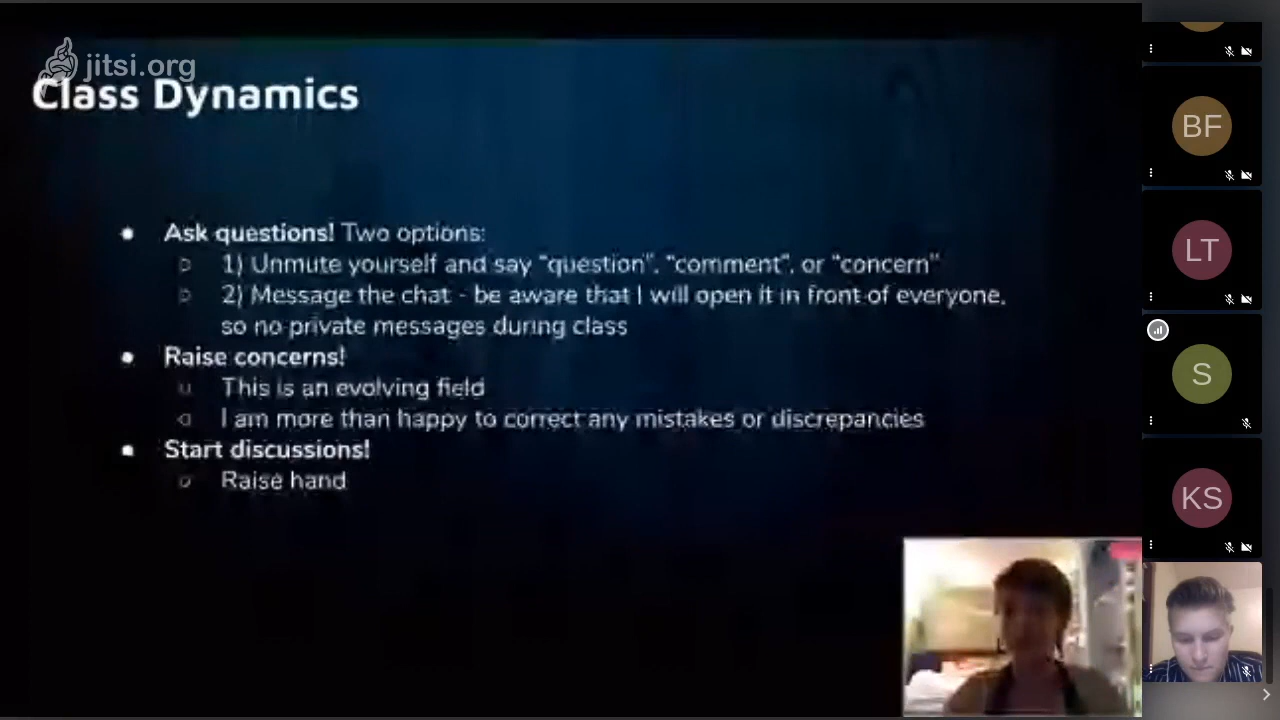 jitsi.org
Class Dynamics
Ask questions! Two options:
1) Unmute yourself and say “question”, “comment”, or “concern”
2) Message the chat - be aware that I will open it in front of everyone,
so no private messages during class
Raise concerns!
This is an evolving field
I am more than happy to correct any mistakes or discrepancies
Start discussions!
Raise hand
BF
LT
S
KS